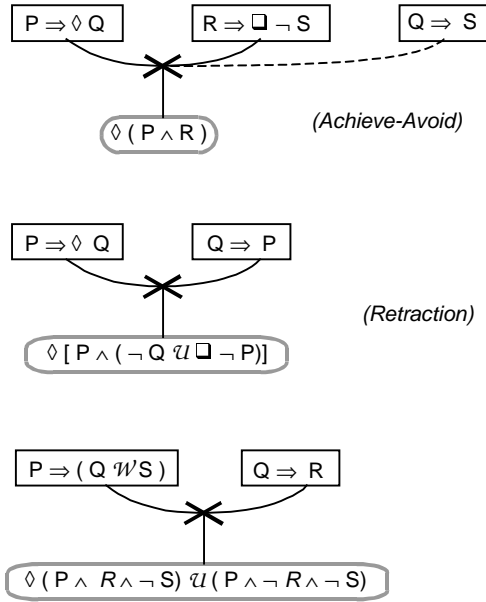 P ⇒ ◊ Q R ⇒ ❑ ¬ S Q ⇒ S
◊ ( P ∧ R )
(Achieve-Avoid)
P ⇒ ◊ Q Q ⇒ P
(Retraction)
◊ [ P ∧ ( ¬ Q 𝒰 ❑ ¬ P)]
P ⇒ ( Q 𝒲 S ) Q ⇒ R
◊ ( P ∧ R ∧ ¬ S) 𝒰 ( P ∧ ¬ R ∧ ¬ S)